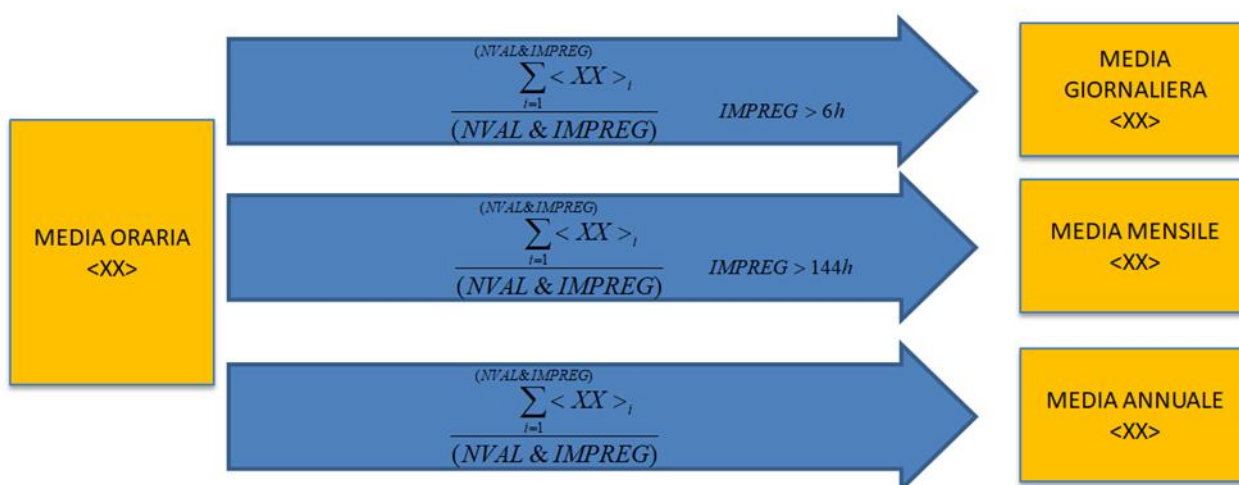 MEDIA ORARIA
<XX>
(NVAL&IMPREG)
∑ < XX >i
i=1
(NVAL & IMPREG)
IMPREG > 6h
MEDIA
GIORNALIERA
<XX>
(NVAL&IMPREG)
∑ < XX >i
i=1
(NVAL & IMPREG)
IMPREG > 144h
MEDIA MENSILE
<XX>
(NVAL&IMPREG)
∑ < XX >i
i=1
(NVAL & IMPREG)
MEDIA ANNUALE
<XX>